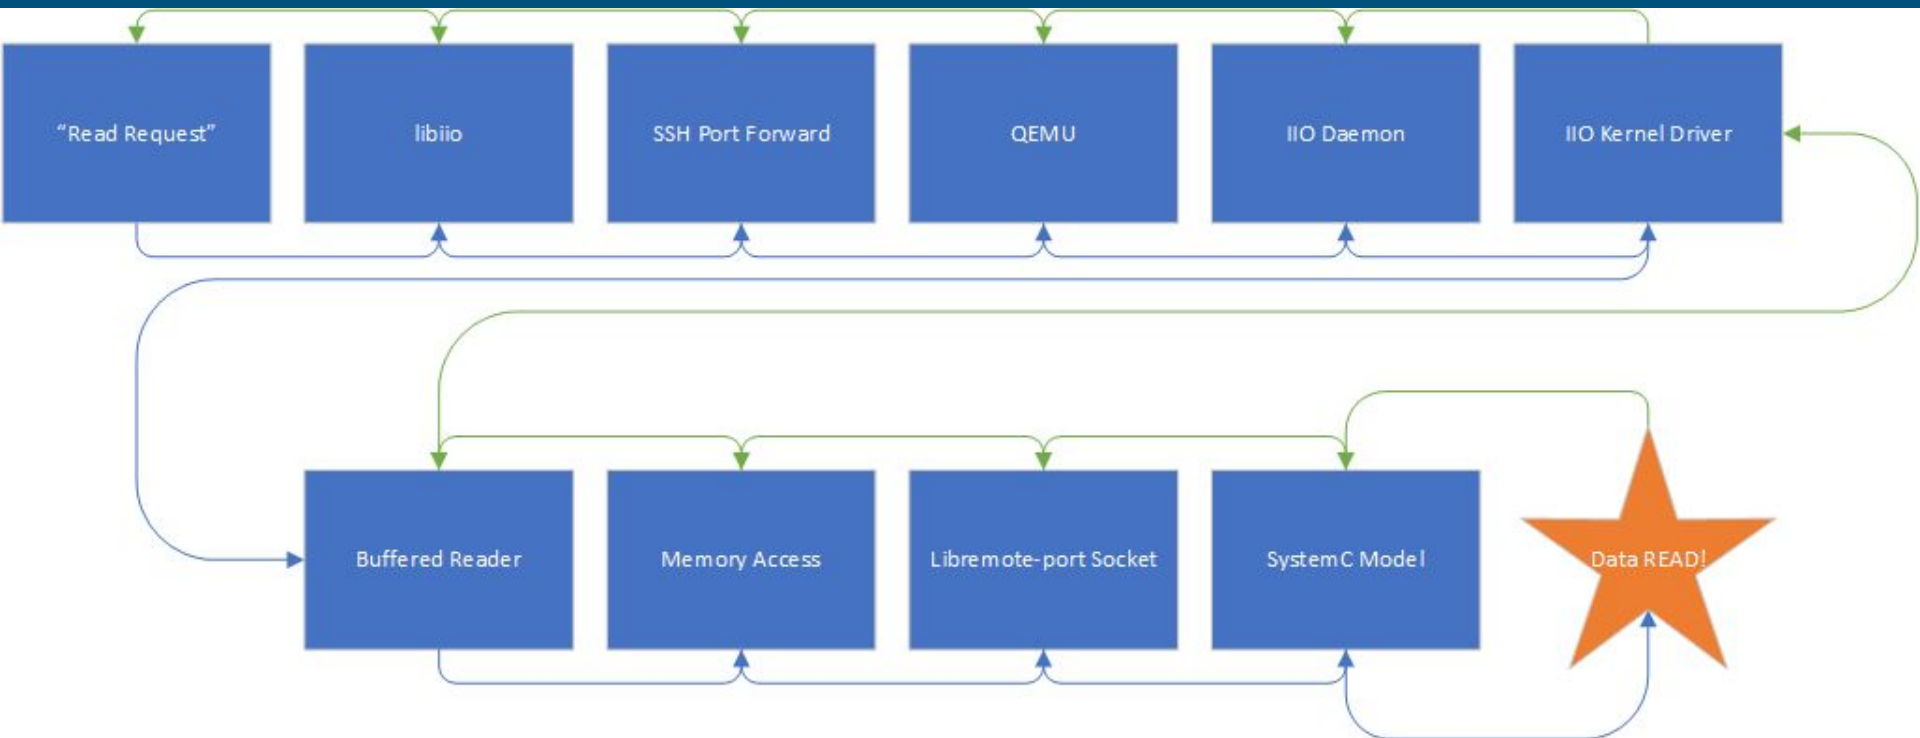 “Read Request”
libiio
SSH Port Forward
QEMU
IIO Daemon
IIO Kernel Driver
Buffered Reader
Memory Access
Libremote-port Socket
SystemC Model
Data READ!